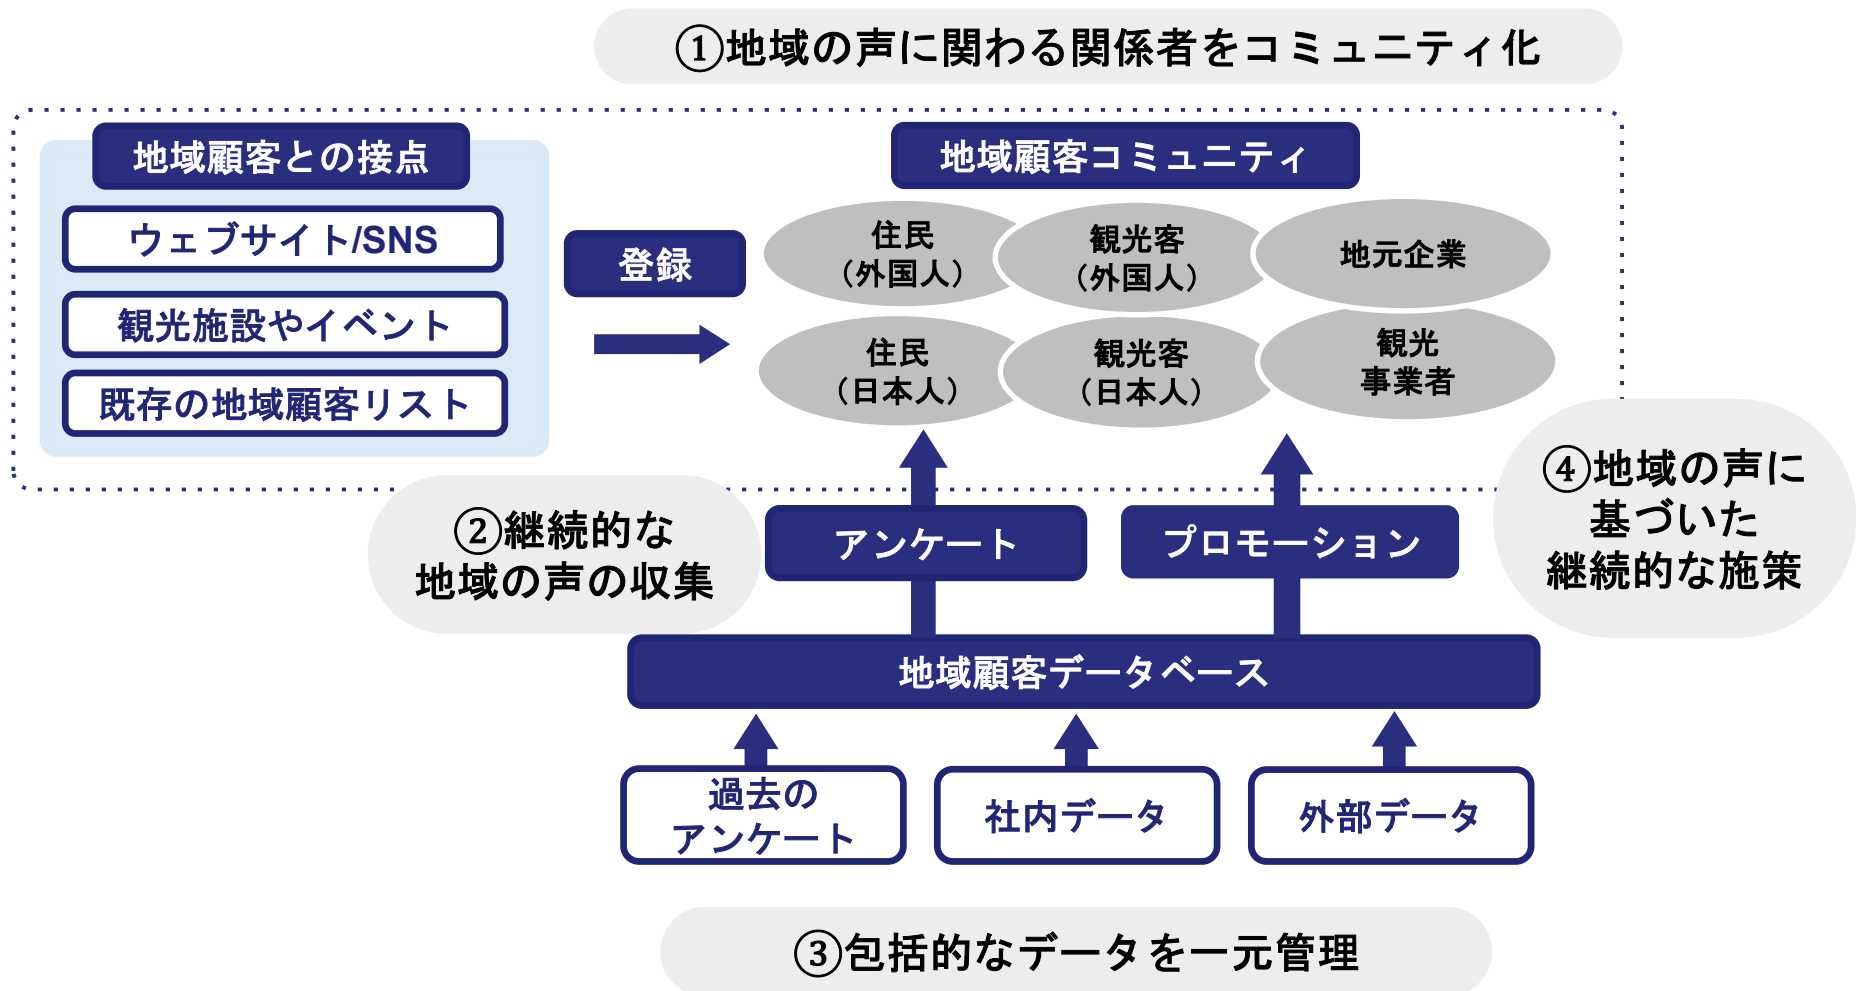 ①地域の声に関わる関係者をコミュニティ化
地域顧客との接点
ウェブサイト/SNS
観光施設やイベント
既存の地域顧客リスト
登録
地域顧客コミュニティ
住民
（外国人）
観光客
（外国人）
地元企業
住民
（日本人）
観光客
（日本人）
観光
事業者
②継続的な
地域の声の収集
アンケート
プロモーション
④地域の声に
基づいた
継続的な施策
地域顧客データベース
過去の
アンケート
社内データ
外部データ
③包括的なデータを一元管理